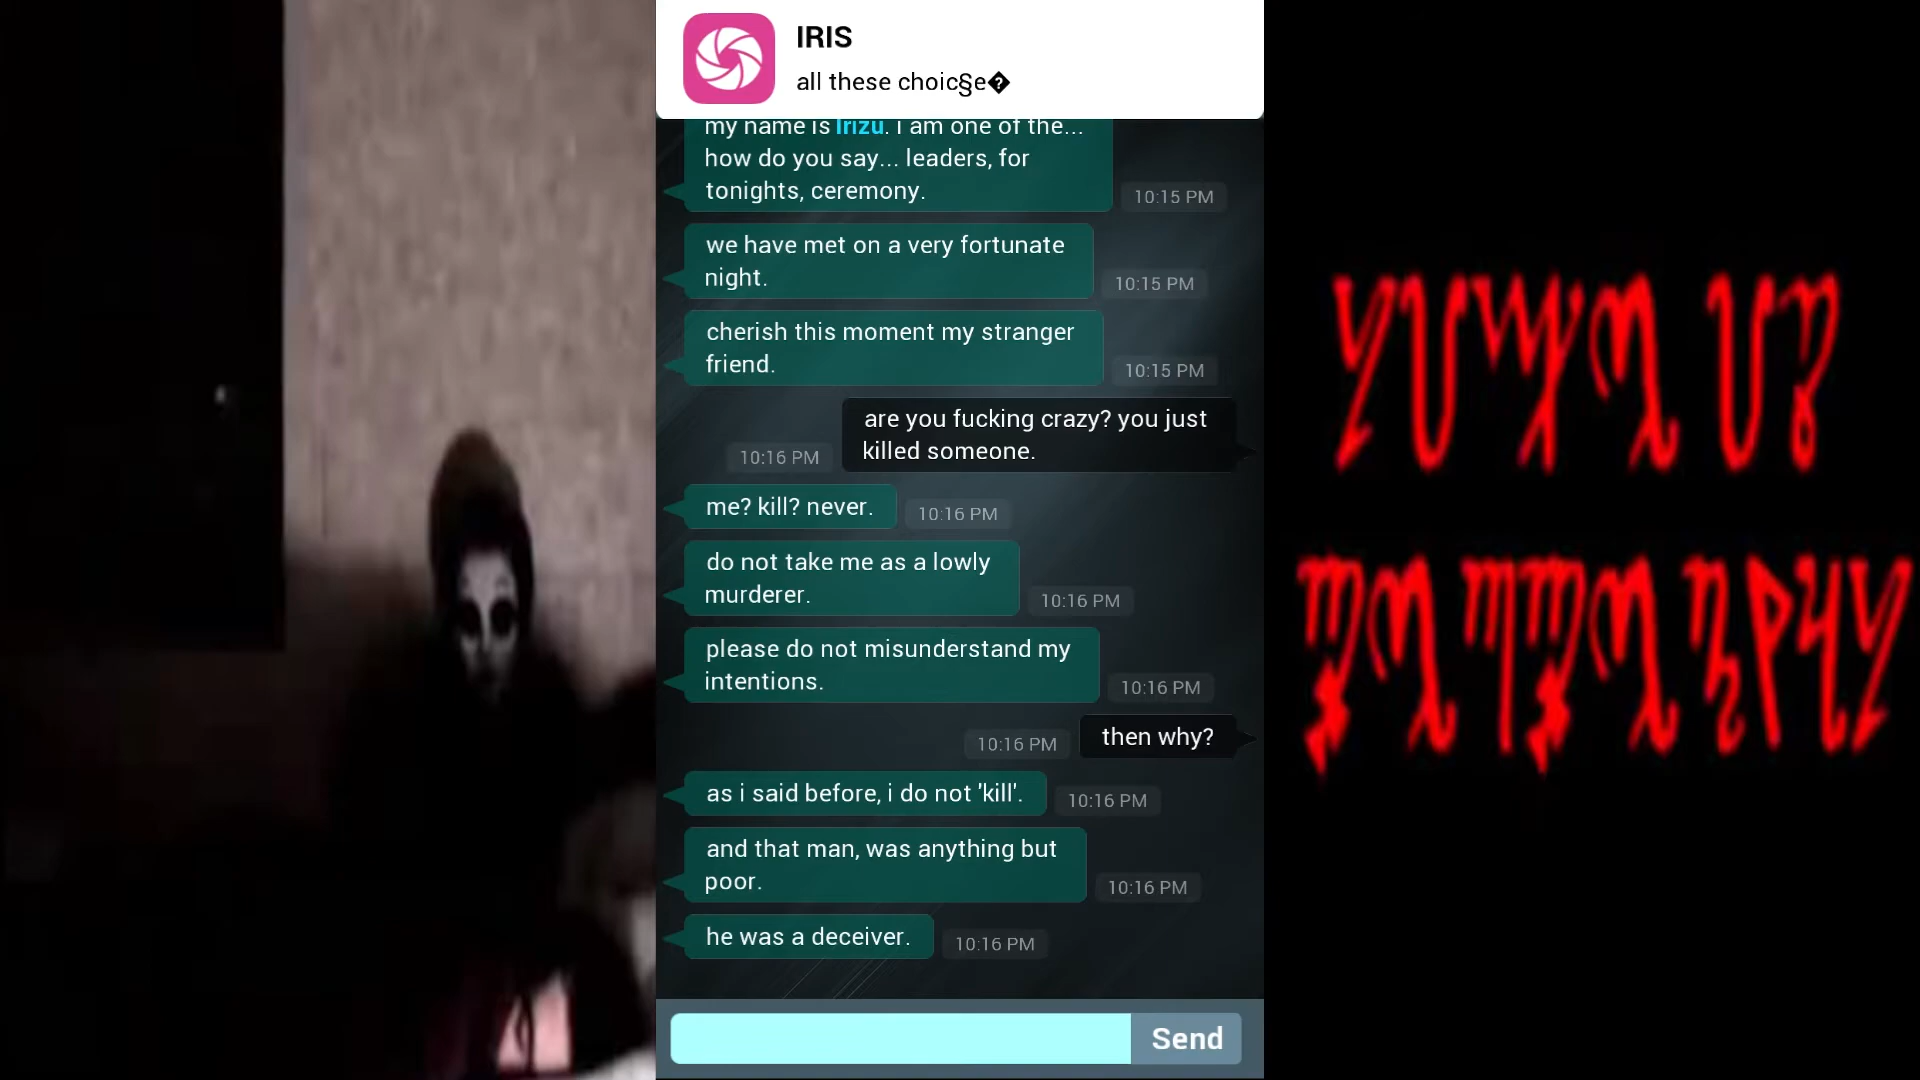 IRIS
all these choic§e�
my name is Irizu. I am one of the...
how do you say... leaders, for
tonights, ceremony.
10:15 PM
we have met on a very fortunate
night.
10:15 PM
cherish this moment my stranger
friend.
10:15 PM
are you fucking crazy? you just
killed someone.
10:16 PM
me? kill? never.
10:16 PM
do not take me as a lowly
murderer.
10:16 PM
please do not misunderstand my
intentions.
10:16 PM
then why?
10:16 PM
as i said before, i do not 'kill'.
10:16 PM
and that man, was anything but
poor.
10:16 PM
he was a deceiver.
10:16 PM
Send